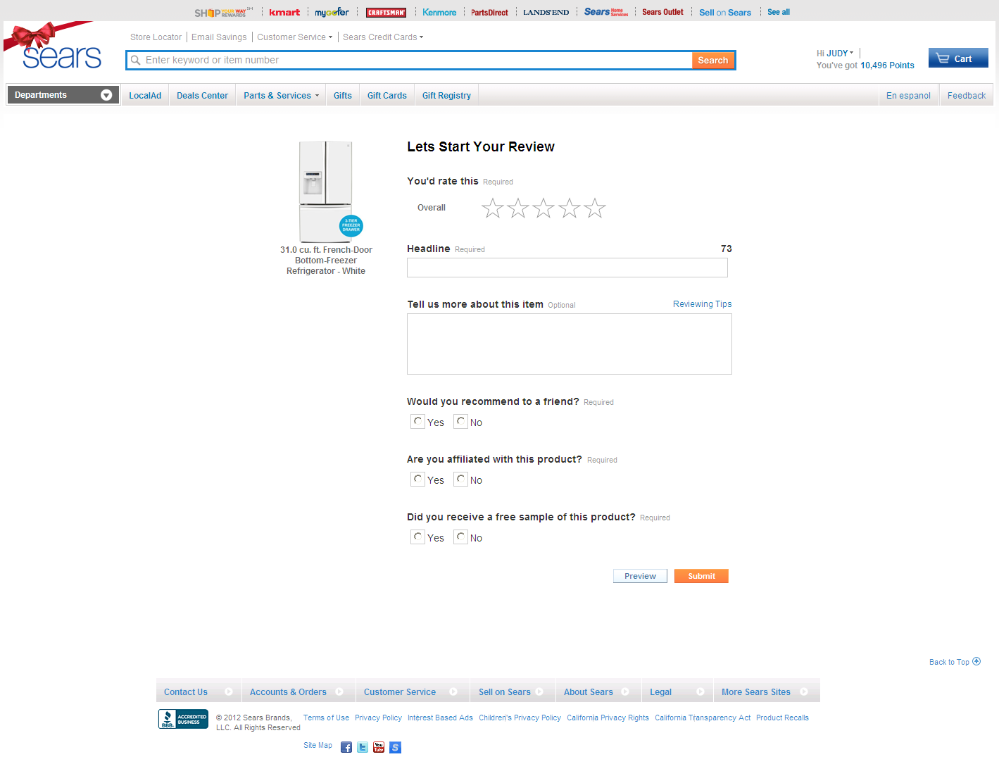 SHOP YOUR WAY REWARDS SM kmart mygofer CRAFTSMAN Kenmore PartsDirect LANDS' END Sears Home Services Sears Outlet Sell on Sears See all
Store Locator Email Savings Customer Service Sears Credit Cards
sears
Enter keyword or item number Search
Hi JUDY
You've got 10,496 Points
Cart
Departments LocalAd Deals Center Parts & Services Gifts Gift Cards Gift Registry En espanol Feedback
3-TIER
FREEZER
DRAWER
31.0 cu. ft. French-Door
Bottom-Freezer
Refrigerator - White
Lets Start Your Review
You'd rate this Required
Overall
Headline Required 73
Tell us more about this item Optional Reviewing Tips
Would you recommend to a friend? Required
Yes No
Are you affiliated with this product? Required
Yes No
Did you receive a free sample of this product? Required
Yes No
Preview Submit
Back to Top
Contact Us Accounts & Orders Customer Service Sell on Sears About Sears Legal More Sears Sites
BBB. ACCREDITED BUSINESS
© 2012 Sears Brands,
LLC. All Rights Reserved
Terms of Use Privacy Policy Interest Based Ads Children's Privacy Policy California Privacy Rights California Transparency Act Product Recalls
Site Map f t You Tube S